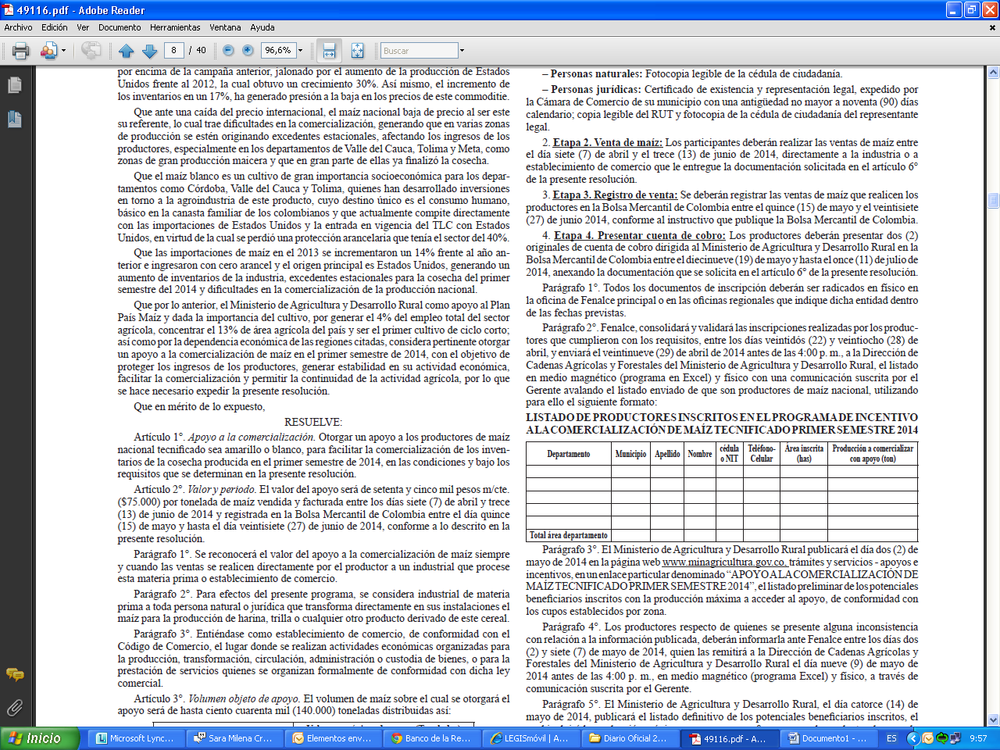 49116.pdf - Adobe Reader
Archivo Edición Ver Documento Herramientas Ventana Ayuda
8 / 40 96,6% Buscar
por encima de la campaña anterior, jalonado por el aumento de la producción de Estados
Unidos frente al 2012, la cual obtuvo un crecimiento 30%. Así mismo, el incremento de
los inventarios en un 17%, ha generado presión a la baja en los precios de este commoditie.
Que ante una caída del precio internacional, el maíz nacional baja de precio al ser este
su referente, lo cual trae dificultades en la comercialización, generando que en varias zonas
de producción se estén originando excedentes estacionales, afectando los ingresos de los
productores, especialmente en los departamentos de Valle del Cauca, Tolima y Meta, como
zonas de gran producción maicera y que en gran parte de ellas ya finalizó la cosecha.
Que el maíz blanco es un cultivo de gran importancia socioeconómica para los depar-
tamentos como Córdoba, Valle del Cauca y Tolima, quienes han desarrollado inversiones
en torno a la agroindustria de este producto, cuyo destino único es el consumo humano,
básico en la canasta familiar de los colombianos y que actualmente compite directamente
con las importaciones de Estados Unidos y la entrada en vigencia del TLC con Estados
Unidos, en virtud de la cual se perdió una protección arancelaria que tenía el sector del 40%.
Que las importaciones de maíz en el 2013 se incrementaron un 14% frente al año an-
terior e ingresaron con cero arancel y el origen principal es Estados Unidos, generando un
aumento de inventarios de la industria, excedentes estacionales para la cosecha del primer
semestre del 2014 y dificultades en la comercialización de la producción nacional.
Que por lo anterior, el Ministerio de Agricultura y Desarrollo Rural como apoyo al Plan
País Maíz y dada la importancia del cultivo, por generar el 4% del empleo total del sector
agrícola, concentrar el 13% de área agrícola del país y ser el primer cultivo de ciclo corto;
así como por la dependencia económica de las regiones citadas, considera pertinente otorgar
un apoyo a la comercialización de maíz en el primer semestre de 2014, con el objetivo de
proteger los ingresos de los productores, generar estabilidad en su actividad económica,
facilitar la comercialización y permitir la continuidad de la actividad agrícola, por lo que
se hace necesario expedir la presente resolución.
Que en mérito de lo expuesto,
RESUELVE:
Artículo 1°. Apoyo a la comercialización. Otorgar un apoyo a los productores de maíz
nacional tecnificado sea amarillo o blanco, para facilitar la comercialización de los inven-
tarios de la cosecha producida en el primer semestre de 2014, en las condiciones y bajo los
requisitos que se determinan en la presente resolución.
Artículo 2°. Valor y periodo. El valor del apoyo será de setenta y cinco mil pesos m/cte.
($75.000) por tonelada de maíz vendida y facturada entre los días siete (7) de abril y trece
(13) de junio de 2014 y registrada en la Bolsa Mercantil de Colombia entre el día quince
(15) de mayo y hasta el día veintisiete (27) de junio de 2014, conforme a lo descrito en la
presente resolución.
Parágrafo 1°. Se reconocerá el valor del apoyo a la comercialización de maíz siempre
y cuando las ventas se realicen directamente por el productor a un industrial que procese
esta materia prima o establecimiento de comercio.
Parágrafo 2°. Para efectos del presente programa, se considera industrial de materia
prima a toda persona natural o jurídica que transforma directamente en sus instalaciones el
maíz para la producción de harina, trilla o cualquier otro producto derivado de este cereal.
Parágrafo 3°. Entiéndase como establecimiento de comercio, de conformidad con el
Código de Comercio, el lugar donde se realizan actividades económicas organizadas para
la producción, transformación, circulación, administración o custodia de bienes, o para la
prestación de servicios quienes se organizan formalmente de conformidad con dicha ley
comercial.
Artículo 3°. Volumen objeto de apoyo. El volumen de maíz sobre el cual se otorgará el
apoyo será de hasta ciento cuarenta mil (140.000) toneladas distribuidas así:
– Personas naturales: Fotocopia legible de la cédula de ciudadanía.
– Personas jurídicas: Certificado de existencia y representación legal, expedido por
la Cámara de Comercio de su municipio con una antigüedad no mayor a noventa (90) días
calendario; copia legible del RUT y fotocopia de la cédula de ciudadanía del representante
legal.
2. Etapa 2. Venta de maíz: Los participantes deberán realizar las ventas de maíz entre
el día siete (7) de abril y el trece (13) de junio de 2014, directamente a la industria o a
establecimiento de comercio que le entregue la documentación solicitada en el artículo 6°
de la presente resolución.
3. Etapa 3. Registro de venta: Se deberán registrar las ventas de maíz que realicen los
productores en la Bolsa Mercantil de Colombia entre el quince (15) de mayo y el veintisiete
(27) de junio 2014, conforme al instructivo que publique la Bolsa Mercantil de Colombia.
4. Etapa 4. Presentar cuenta de cobro: Los productores deberán presentar dos (2)
originales de cuenta de cobro dirigida al Ministerio de Agricultura y Desarrollo Rural en la
Bolsa Mercantil de Colombia entre el diecinueve (19) de mayo y hasta el once (11) de julio de
2014, anexando la documentación que se solicita en el artículo 6° de la presente resolución.
Parágrafo 1°. Todos los documentos de inscripción deberán ser radicados en físico en
la oficina de Fenalce principal o en las oficinas regionales que indique dicha entidad dentro
de las fechas previstas.
Parágrafo 2°. Fenalce, consolidará y validará las inscripciones realizadas por los produc-
tores que cumplieron con los requisitos, entre los días veintidós (22) y veintiocho (28) de
abril, y enviará el veintinueve (29) de abril de 2014 antes de las 4:00 p. m., a la Dirección de
Cadenas Agrícolas y Forestales del Ministerio de Agricultura y Desarrollo Rural, el listado
en medio magnético (programa en Excel) y físico con una comunicación suscrita por el
Gerente avalando el listado enviado de que son productores de maíz nacional, utilizando
para ello el siguiente formato:
LISTADO DE PRODUCTORES INSCRITOS EN EL PROGRAMA DE INCENTIVO
A LA COMERCIALIZACIÓN DE MAÍZ TECNIFICADO PRIMER SEMESTRE 2014
Departamento Municipio Apellido Nombre cédula o NIT Teléfono-Celular Área inscrita (has) Producción a comercializar con apoyo (ton)
Total área departamento
Parágrafo 3°. El Ministerio de Agricultura y Desarrollo Rural publicará el día dos (2) de
mayo de 2014 en la página web www.minagricultura.gov.co, trámites y servicios - apoyos e
incentivos, en un enlace particular denominado “APOYO A LA COMERCIALIZACIÓN DE
MAÍZ TECNIFICADO PRIMER SEMESTRE 2014”, el listado preliminar de los potenciales
beneficiarios inscritos con la producción máxima a acceder al apoyo, de conformidad con
los cupos establecidos por zona.
Parágrafo 4°. Los productores respecto de quienes se presente alguna inconsistencia
con relación a la información publicada, deberán informarla ante Fenalce entre los días dos
(2) y siete (7) de mayo de 2014, quien las remitirá a la Dirección de Cadenas Agrícolas y
Forestales del Ministerio de Agricultura y Desarrollo Rural el día nueve (9) de mayo de
2014 antes de las 4:00 p. m., en medio magnético (programa Excel) y físico, a través de
comunicación suscrita por el Gerente.
Parágrafo 5°. El Ministerio de Agricultura y Desarrollo Rural, el día catorce (14) de
mayo de 2014, publicará el listado definitivo de los potenciales beneficiarios inscritos, el
Inicio Microsoft Lync... Sara Milena Cr... Elementos env... Banco de la Re... LEGISmóvil | A... Diario Oficial 2... 49116.pdf - A... Documento1 - ... ES 9:57